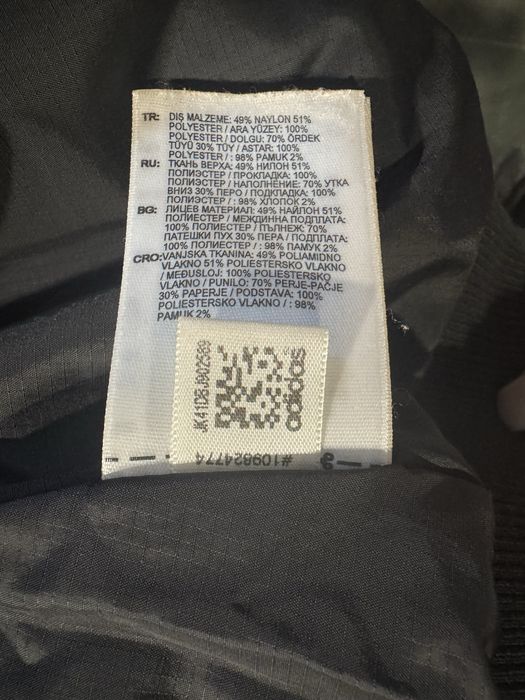 TR: DIŞ MALZEME: 49% NAYLON 51%
POLYESTER / ARA YÜZEY: 100%
POLYESTER / DOLGU: 70% ÖRDEK
TÜYÜ 30% TÜY / ASTAR: 100%
POLYESTER / : 98% PAMUK 2%
RU: ТКАНЬ ВЕРХА: 49% НИЛОН 51%
ПОЛИЭСТЕР / ПРОКЛАДКА: 100%
ПОЛИЭСТЕР / НАПОЛНЕНИЕ: 70% УТКА
ВНИЗ 30% ПЕРО / ПОДКЛАДКА: 100%
ПОЛИЭСТЕР / : 98% ХЛОПОК 2%
BG: ЛИЦЕВ МАТЕРИАЛ: 49% НАЙЛОН 51%
ПОЛИЕСТЕР / МЕЖДИННА ПОДПЛАТА:
100% ПОЛИЕСТЕР / ПЪЛНЕЖ: 70%
ПАТЕШКИ ПУХ 30% ПЕРА / ПОДПЛАТА:
100% ПОЛИЕСТЕР / : 98% ПАМУК 2%
CRO: VANJSKA TKANINA: 49% POLIAMIDNO
VLAKNO 51% POLIESTERSKO VLAKNO
/ MEĐUSLOJ: 100% POLIESTERSKO
VLAKNO / PUNILO: 70% PERJE-PAČJE
30% PAPERJE / PODSTAVA: 100%
POLIESTERSKO VLAKNO / : 98%
PAMUK 2%
adidas
#109824774